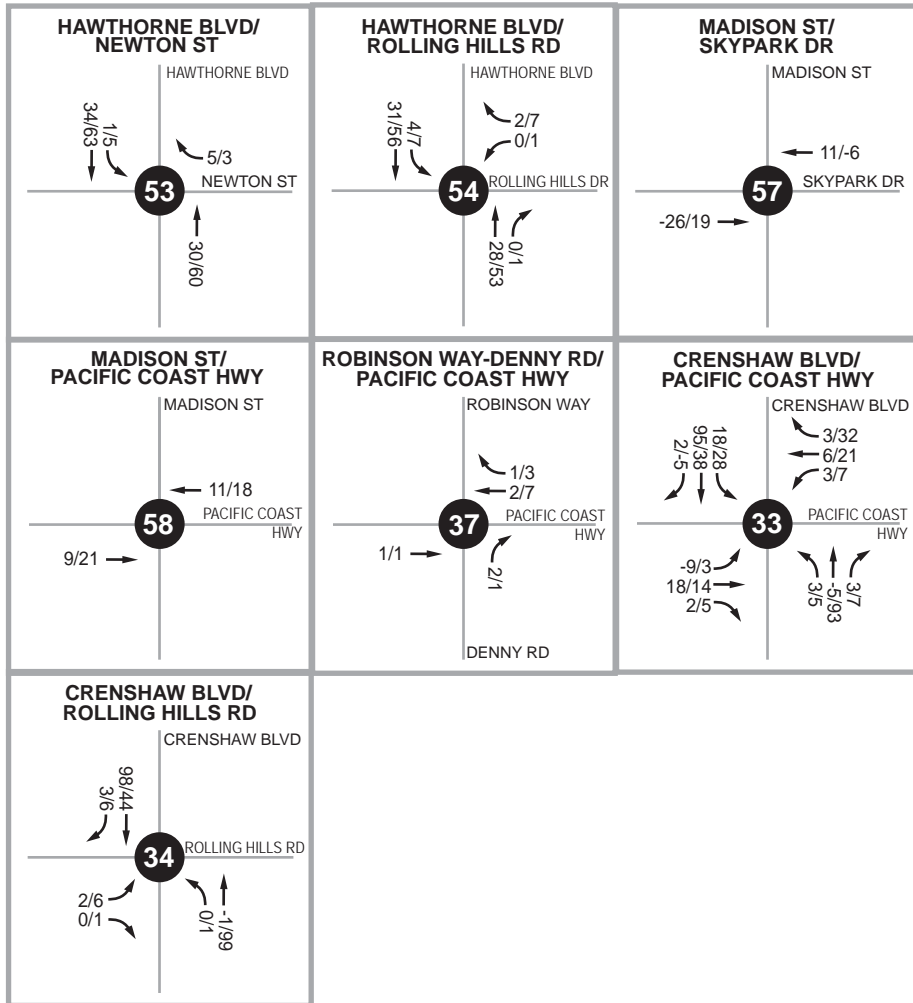 HAWTHORNE BLVD/
NEWTON ST
HAWTHORNE BLVD
34/63
1/5
5/3
53
NEWTON ST
30/60
HAWTHORNE BLVD/
ROLLING HILLS RD
HAWTHORNE BLVD
31/56
4/7
2/7
0/1
54
ROLLING HILLS DR
28/53
0/1
MADISON ST/
SKYPARK DR
MADISON ST
11/-6
57
SKYPARK DR
-26/19
MADISON ST/
PACIFIC COAST HWY
MADISON ST
11/18
58
PACIFIC COAST
HWY
9/21
ROBINSON WAY-DENNY RD/
PACIFIC COAST HWY
ROBINSON WAY
1/3
2/7
37
PACIFIC COAST
HWY
1/1
2/1
DENNY RD
CRENSHAW BLVD/
PACIFIC COAST HWY
CRENSHAW BLVD
2/-5
95/38
18/28
3/32
6/21
3/7
33
PACIFIC COAST
HWY
-9/3
18/14
2/5
3/5
-5/93
3/7
CRENSHAW BLVD/
ROLLING HILLS RD
CRENSHAW BLVD
3/6
98/44
34
ROLLING HILLS RD
2/6
0/1
0/1
-1/99